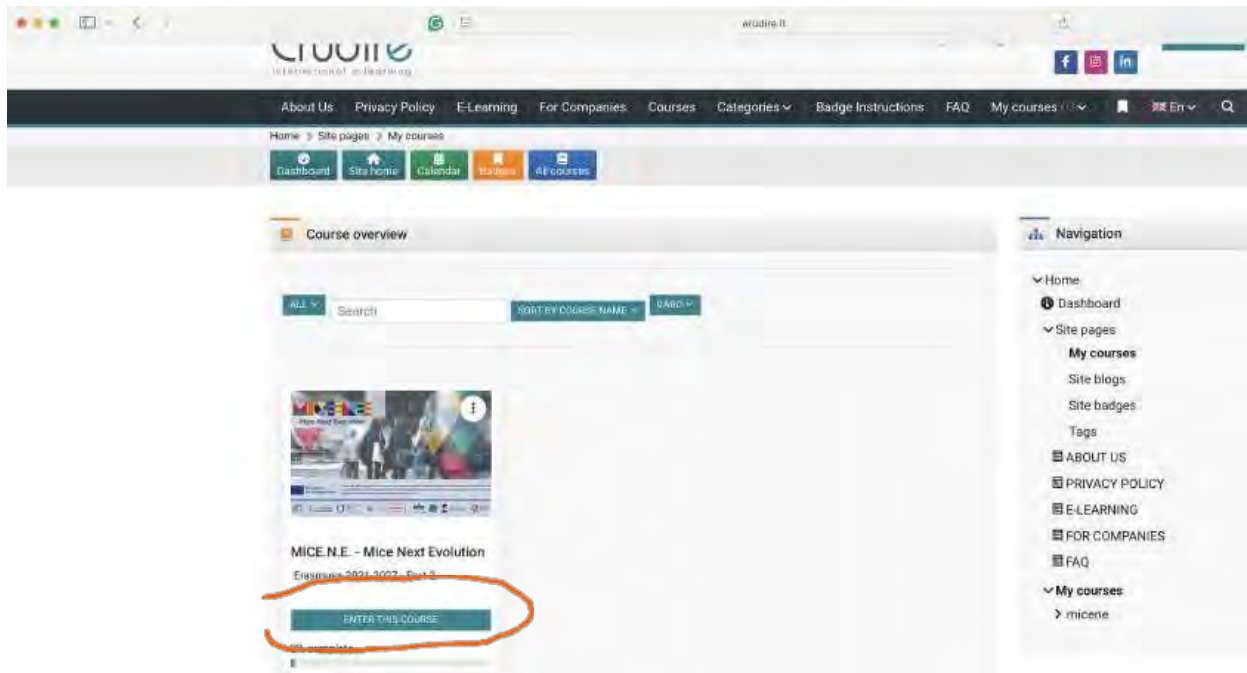 erudire.it
erudire
international e-learning
About Us Privacy Policy E-Learning For Companies Courses Categories Badge Instructions FAQ My courses En
Home Site pages My courses
Dashboard Site home Calendar Badges All courses
Course overview
ALL Search SORT BY COURSE NAME CARD
MICE.N.E. - Mice Next Evolution
ENTER THIS COURSE
complete
Navigation
Home
Dashboard
Site pages
My courses
Site blogs
Site badges
Tags
ABOUT US
PRIVACY POLICY
E-LEARNING
FOR COMPANIES
FAQ
My courses
micene